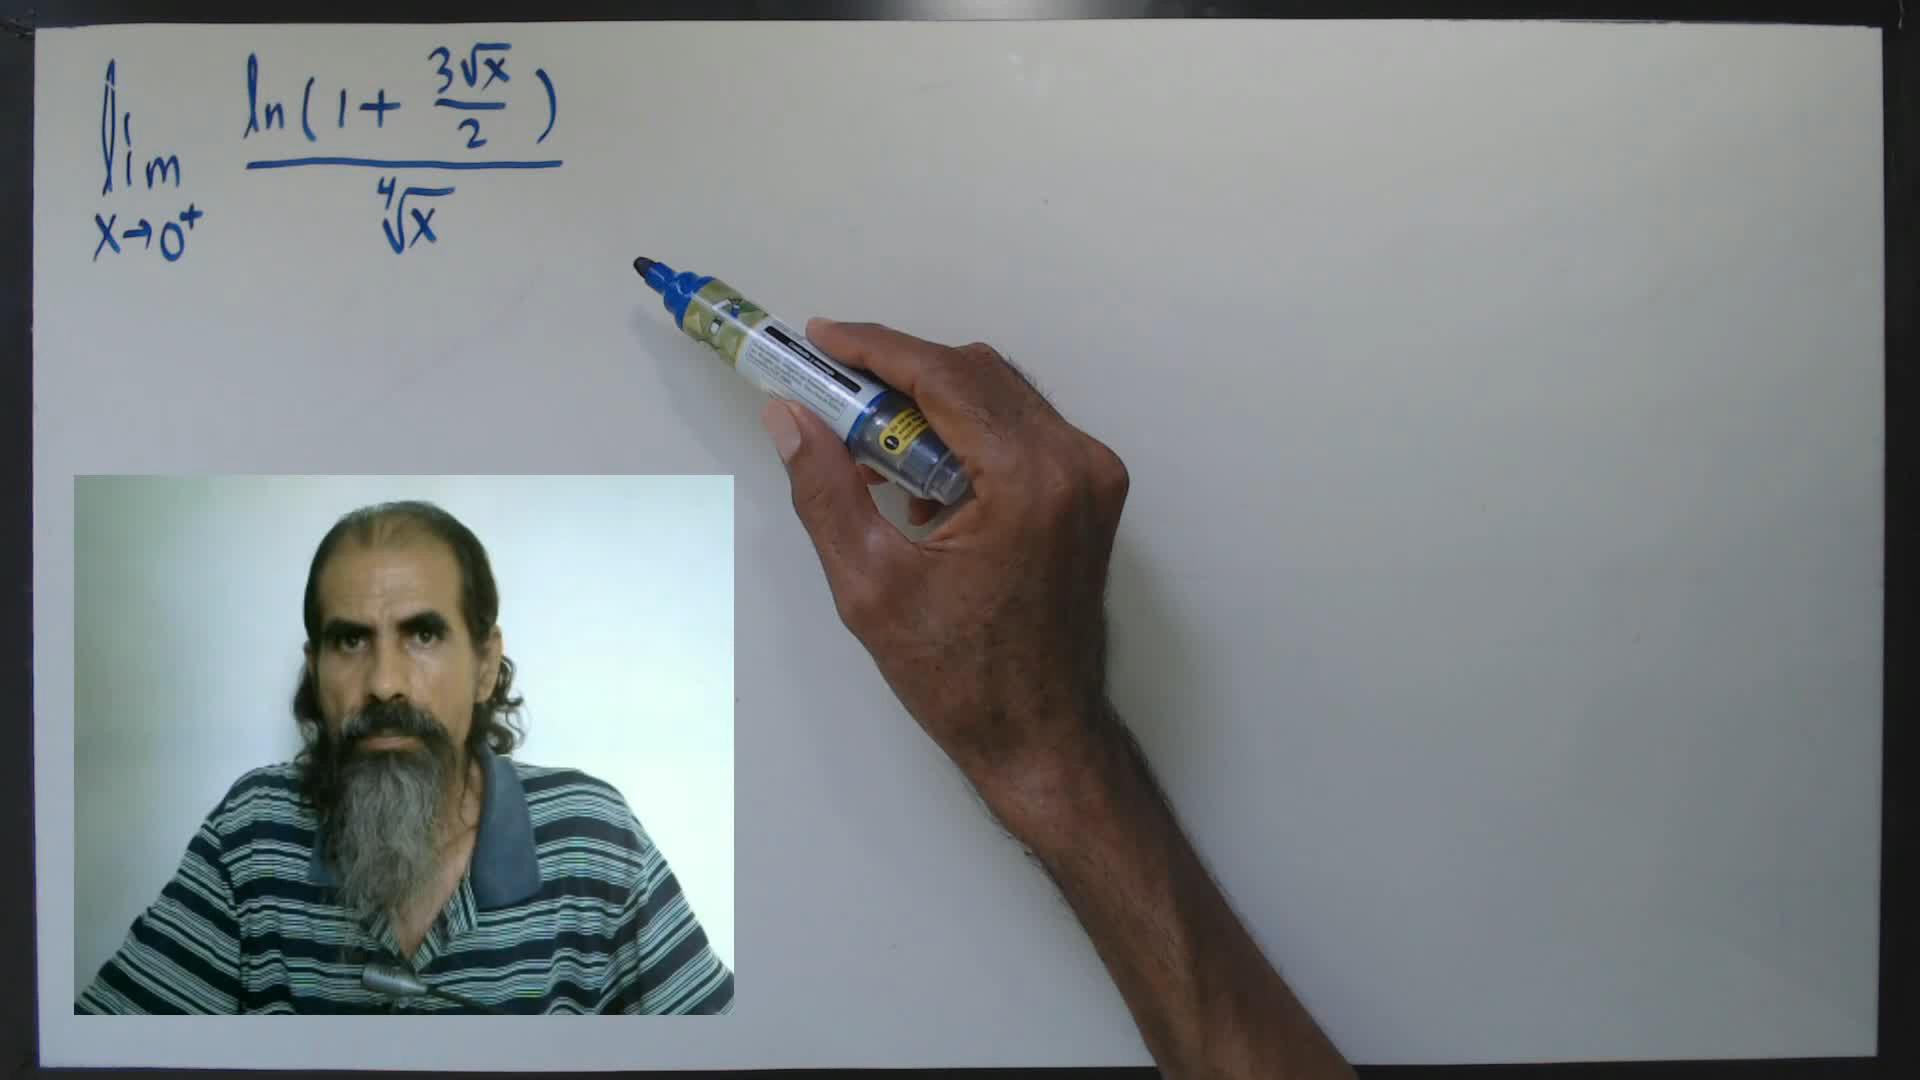 lim x→0⁺ ln(1 + 3√x/2) / ⁴√x